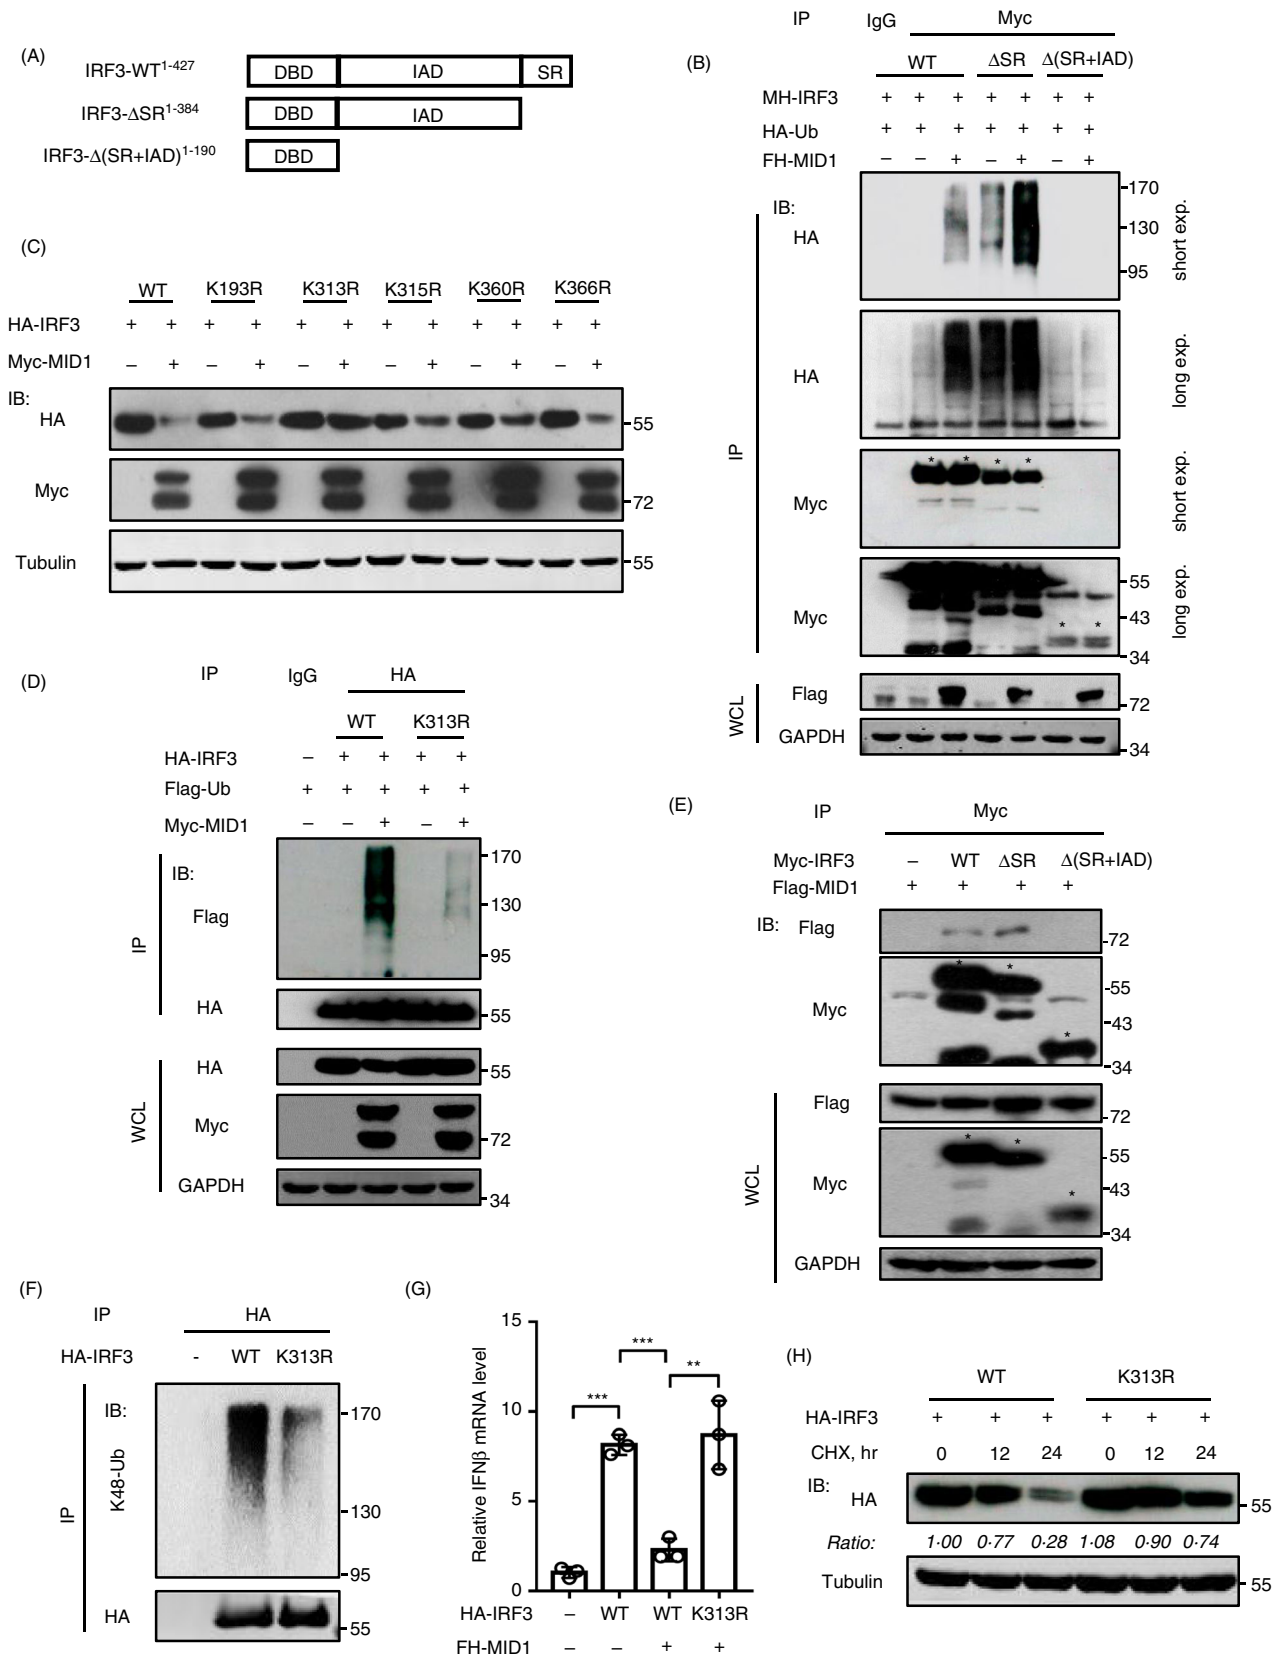 (A)
IRF3-WT1-427 DBD IAD SR
IRF3-ΔSR1-384 DBD IAD
IRF3-Δ(SR+IAD)1-190 DBD
(B)
IP IgG Myc
WT ΔSR Δ(SR+IAD)
MH-IRF3 + + + + + + +
HA-Ub + + + + + + +
FH-MID1 – – + – + – +
IB:
HA 170 130 95 short exp.
HA long exp.
IP
Myc * * * * short exp.
Myc * * 55 43 34 long exp.
WCL
Flag 72
GAPDH 34
(C)
WT K193R K313R K315R K360R K366R
HA-IRF3 + + + + + + + + + + + +
Myc-MID1 – + – + – + – + – + – +
IB:
HA 55
Myc 72
Tubulin 55
(D)
IP IgG HA
WT K313R
HA-IRF3 – + + + +
Flag-Ub + + + + +
Myc-MID1 – – + – +
IP
IB:
Flag 170 130 95
HA 55
WCL
HA 55
Myc 72
GAPDH 34
(E)
IP Myc
Myc-IRF3 – WT ΔSR Δ(SR+IAD)
Flag-MID1 + + + +
IB: Flag 72
Myc * * * 55 43 34
WCL
Flag 72
Myc * * * 55 43 34
GAPDH
(F)
IP HA
HA-IRF3 - WT K313R
IP
IB:
K48-Ub 170 130 95
HA 55
(G)
Relative IFNβ mRNA level
15
10
5
0
*** *** **
HA-IRF3 – WT WT K313R
FH-MID1 – – + +
(H)
WT K313R
HA-IRF3 + + + + + +
CHX, hr 0 12 24 0 12 24
IB:
HA 55
Ratio: 1·00 0·77 0·28 1·08 0·90 0·74
Tubulin 55